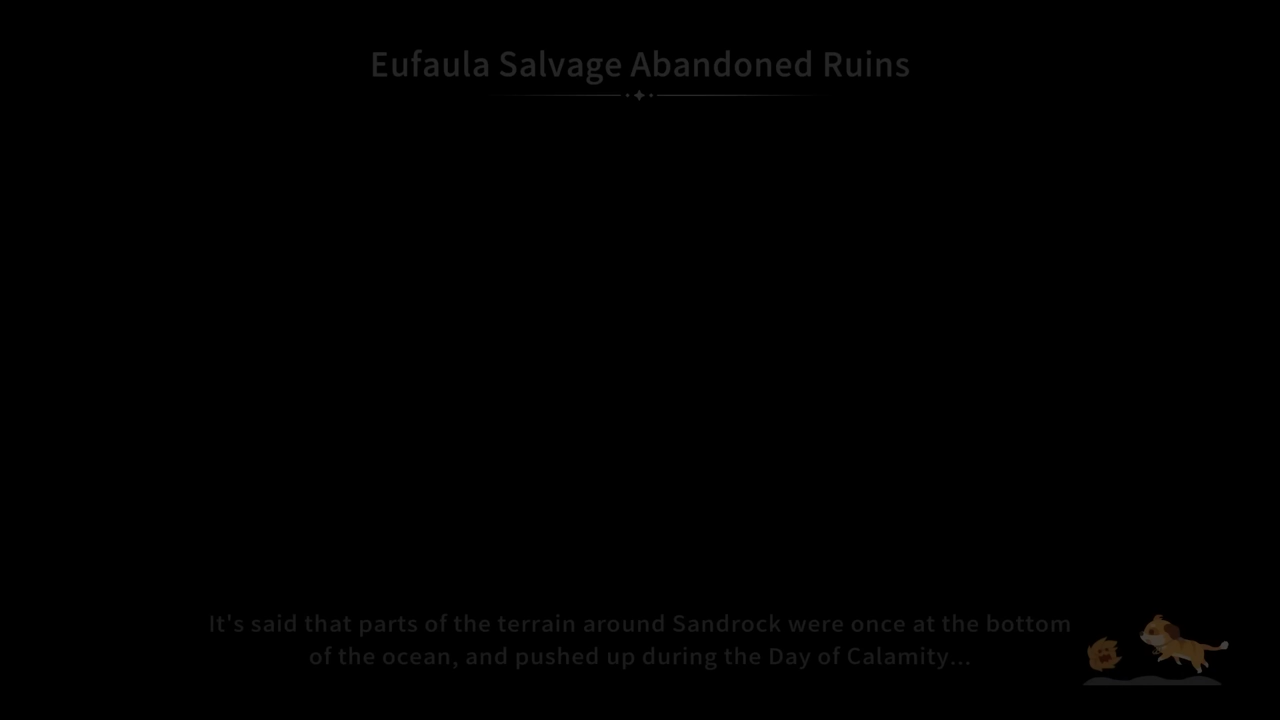 Eufaula Salvage Abandoned Ruins
It's said that parts of the terrain around Sandrock were once at the bottom
of the ocean, and pushed up during the Day of Calamity...